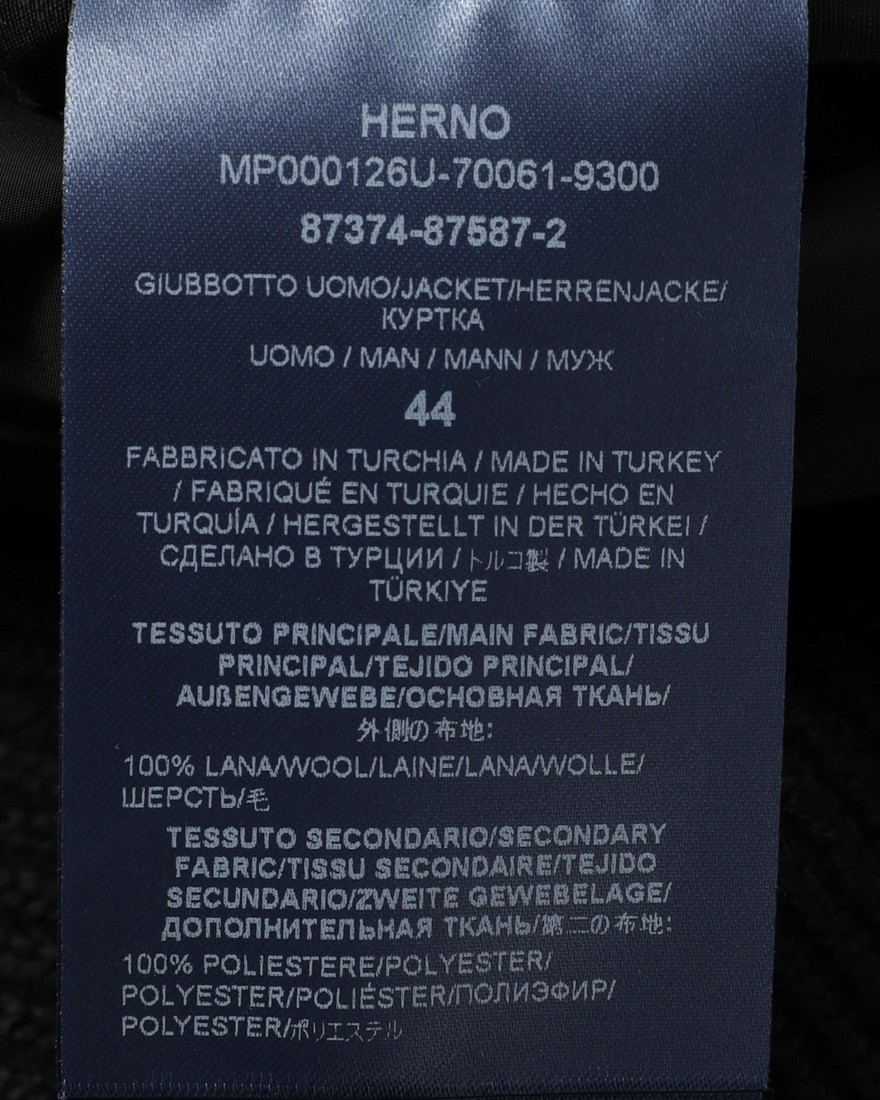 HERNO
MP000126U-70061-9300
87374-87587-2
GIUBBOTTO UOMO/JACKET/HERRENJACKE/
КУРТКА
UOMO / MAN / MANN / МУЖ
44
FABBRICATO IN TURCHIA / MADE IN TURKEY
/ FABRIQUÉ EN TURQUIE / HECHO EN
TURQUÍA / HERGESTELLT IN DER TÜRKEI /
СДЕЛАНО В ТУРЦИИ / トルコ製 / MADE IN
TÜRKIYE
TESSUTO PRINCIPALE/MAIN FABRIC/TISSU
PRINCIPAL/TEJIDO PRINCIPAL/
AUßENGEWEBE/ОСНОВНАЯ ТКАНЬ/
外側の布地:
100% LANA/WOOL/LAINE/LANA/WOLLE/
ШЕРСТЬ/毛
TESSUTO SECONDARIO/SECONDARY
FABRIC/TISSU SECONDAIRE/TEJIDO
SECUNDARIO/ZWEITE GEWEBELAGE/
ДОПОЛНИТЕЛЬНАЯ ТКАНЬ/第二の布地:
100% POLIESTERE/POLYESTER/
POLYESTER/POLIÉSTER/ПОЛИЭФИР/
POLYESTER/ポリエステル